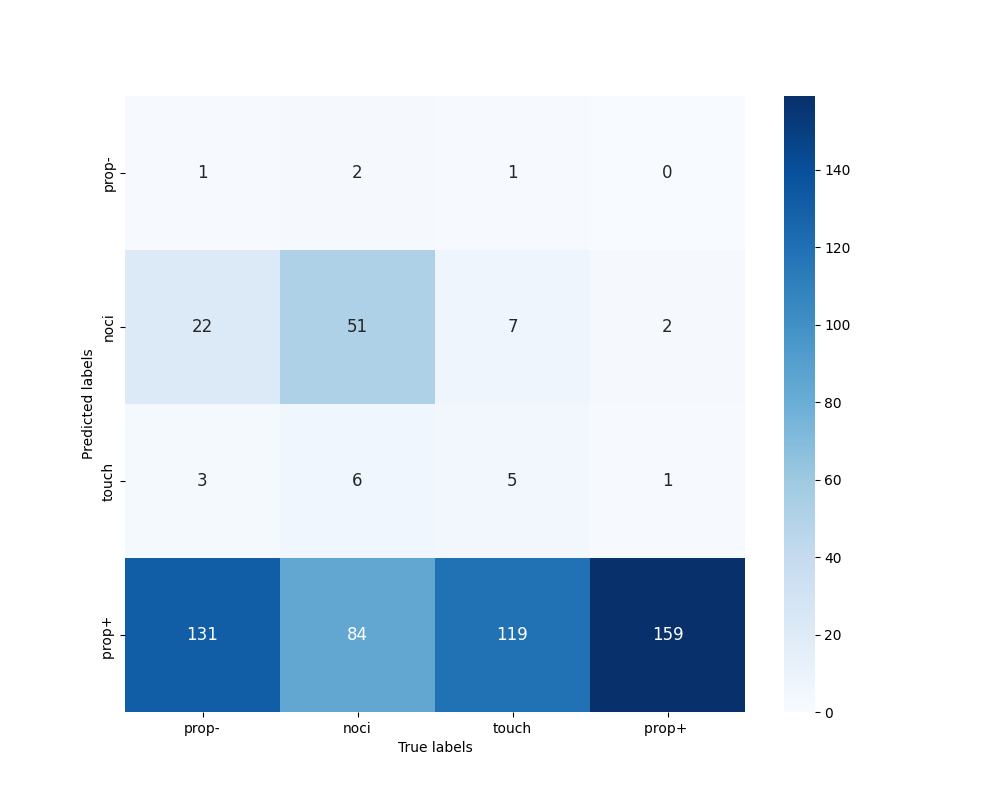 prop- 1 2 1 0
noci 22 51 7 2
touch 3 6 5 1
prop+ 131 84 119 159
prop- noci touch prop+
True labels
Predicted labels
140
120
100
80
60
40
20
0